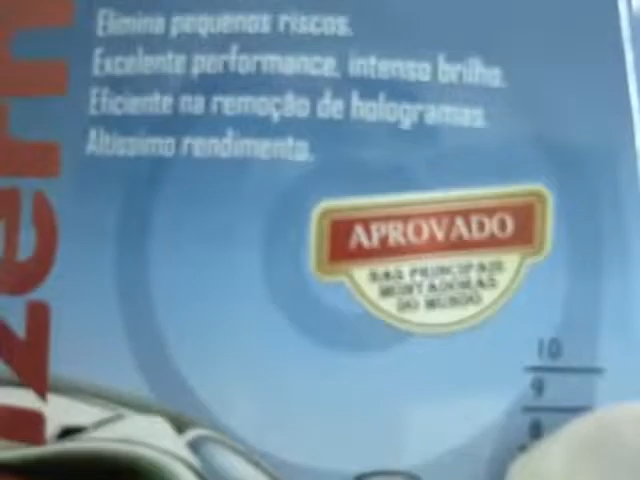 Elimina pequenos riscos.
Excelente performance, intenso brilho.
Eficiente na remoção de hologramas.
Altíssimo rendimento.
APROVADO
NAS PRINCIPAIS
MONTADORAS
DO MUNDO
10
9
8